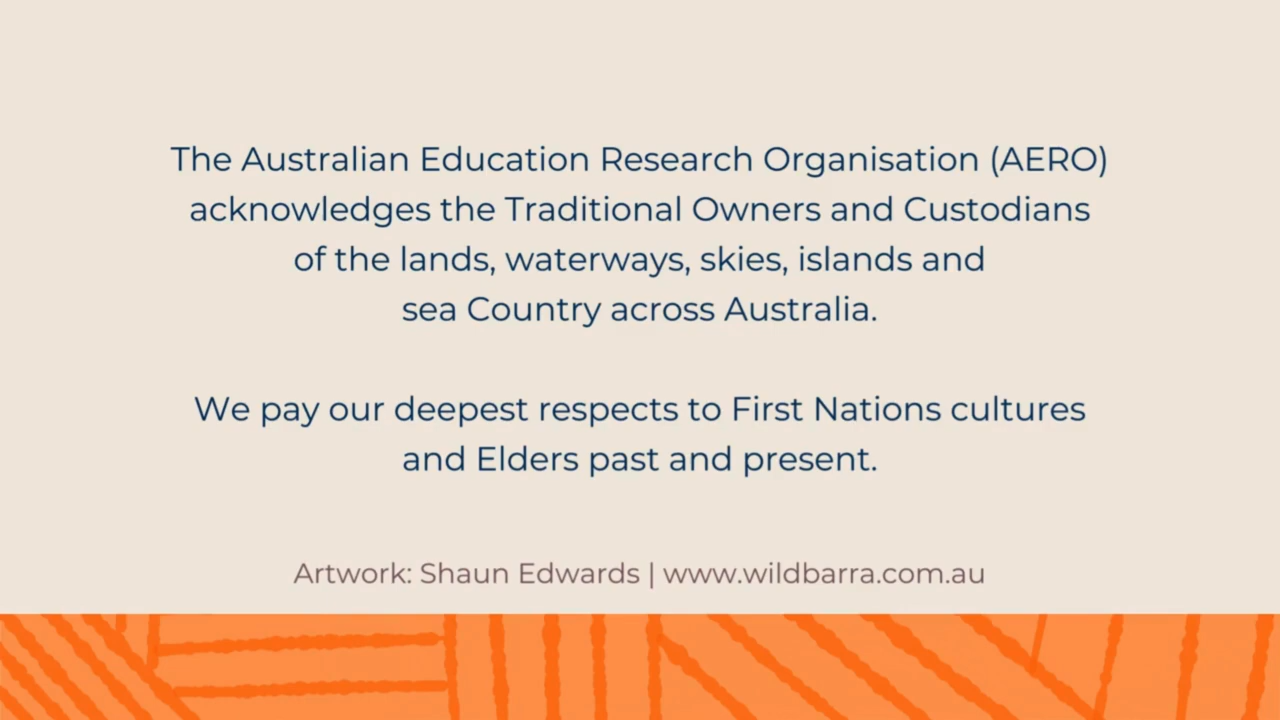 The Australian Education Research Organisation (AERO)
acknowledges the Traditional Owners and Custodians
of the lands, waterways, skies, islands and
sea Country across Australia.
We pay our deepest respects to First Nations cultures
and Elders past and present.
Artwork: Shaun Edwards | www.wildbarra.com.au